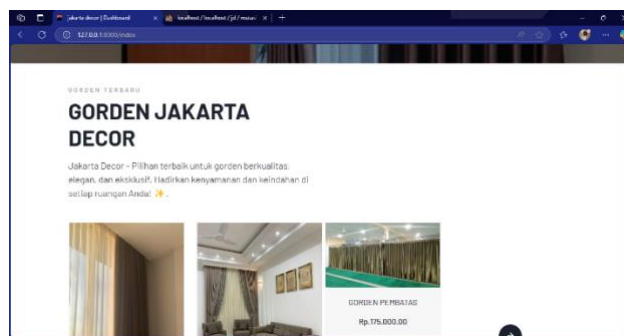 jakarta decor | Dashboard
localhost / localhost / jd / 
127.0.0.1:8000/index
GORDEN TERBARU
GORDEN JAKARTA
DECOR
Jakarta Decor - Pilihan terbaik untuk gorden berkualitas,
elegan, dan eksklusif. Hadirkan kenyamanan dan keindahan di
setiap ruangan Anda! ✨ .
GORDEN PEMBATAS
Rp.175.000.00